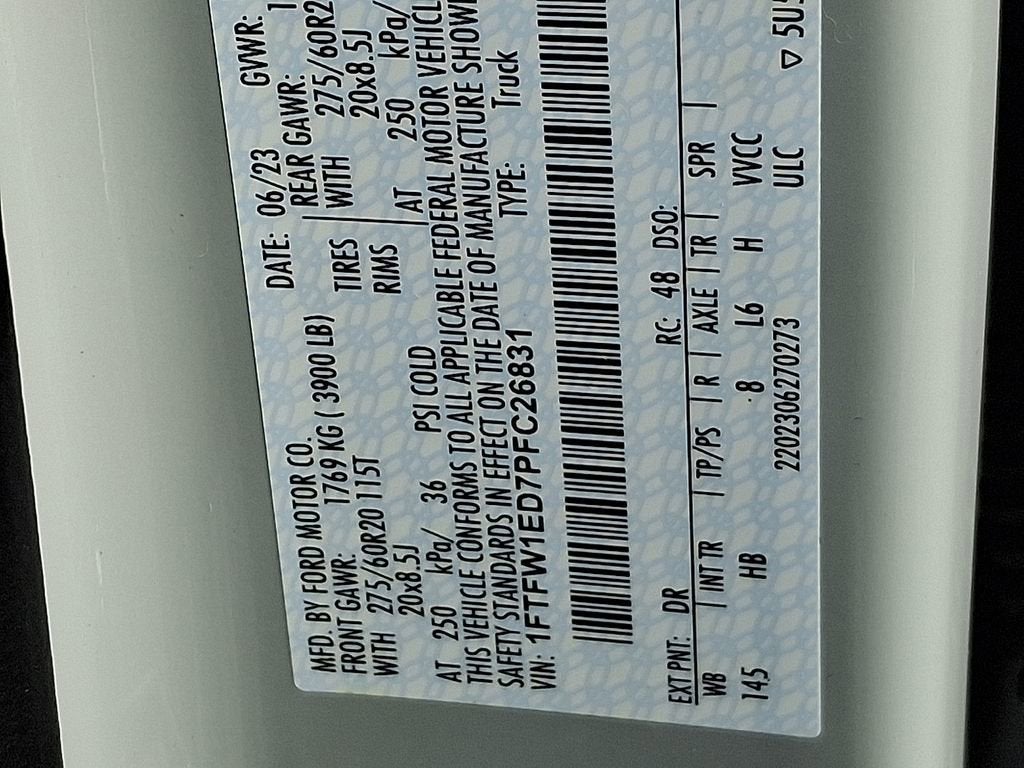 MFD. BY FORD MOTOR CO. DATE: 06/23 GVWR:
FRONT GAWR: 1769 KG ( 3900 LB) REAR GAWR: 1
WITH 275/60R20 115T TIRES WITH 275/60R2
20x8.5J RIMS 20x8.5J
AT 250 kPa/ 36 PSI COLD AT 250 kPa/
THIS VEHICLE CONFORMS TO ALL APPLICABLE FEDERAL MOTOR VEHICL
SAFETY STANDARDS IN EFFECT ON THE DATE OF MANUFACTURE SHOWN
VIN: 1FTFW1ED7PFC26831 TYPE: Truck
EXT PNT: DR RC: 48 DSO:
WB | INT TR | TP/PS | R | AXLE | TR | SPR |
145 HB 8 L6 H VVCC
2202306270273 ULC ▽ 5U5